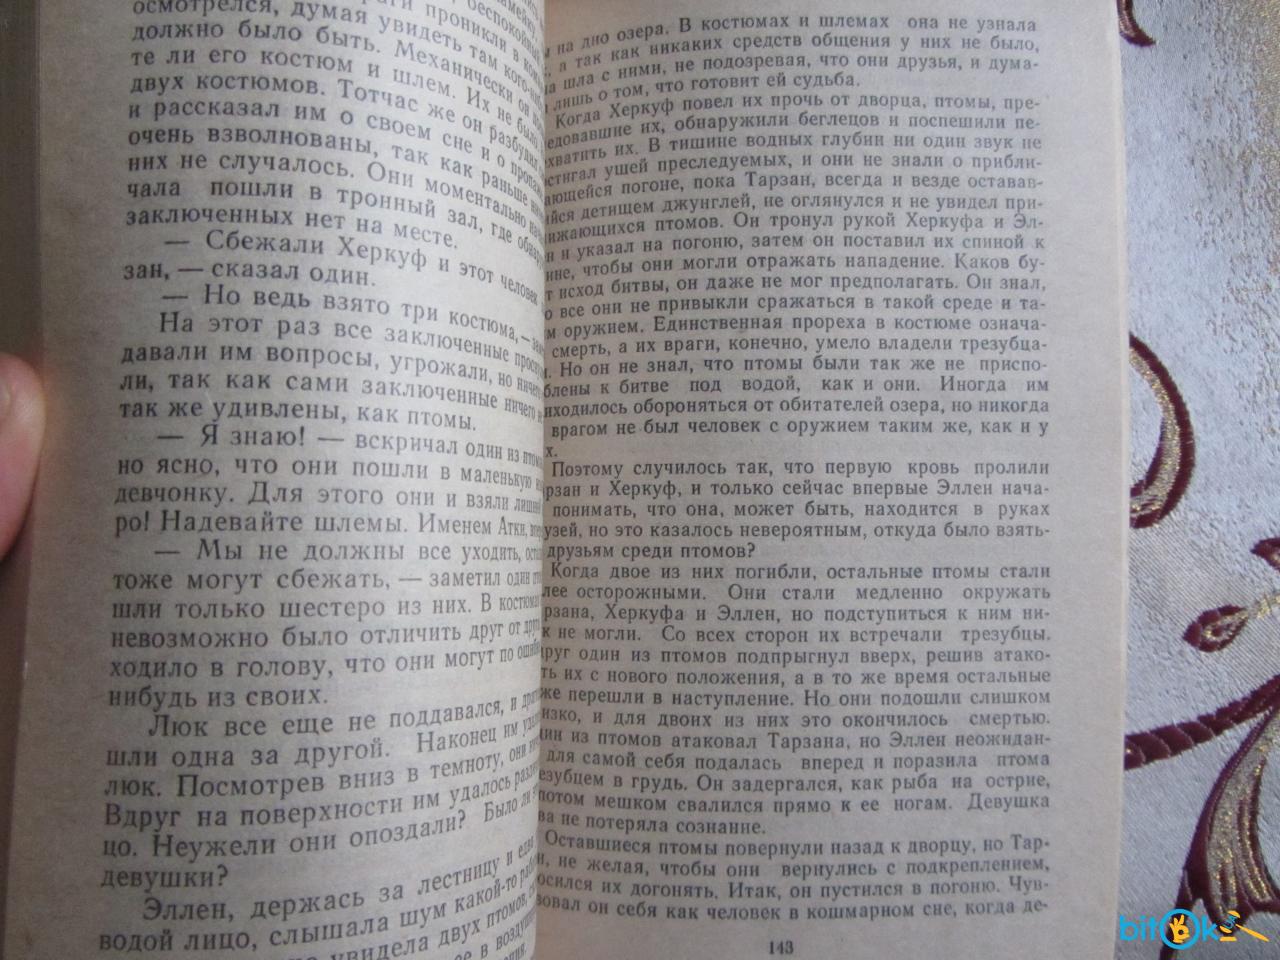 осмотрелся, думая увидеть там
должно было быть. Механически он
те ли его костюм и шлем. Их не было
двух костюмов. Тотчас же он разбудил
и рассказал им о своем сне и о
очень взволнованы, так как раньше
них не случалось. Они моментально
чала пошли в тронный зал, где
заключенных нет на месте.
— Сбежали Херкуф и этот человек
зан, — сказал один.
— Но ведь взято три костюма, —
На этот раз все заключенные
давали им вопросы, угрожали, но
ли, так как сами заключенные ничего не
так же удивлены, как птомы.
— Я знаю! — вскричал один из
но ясно, что они пошли в маленькую
девчонку. Для этого они и взяли
ро! Надевайте шлемы. Именем Атки,
— Мы не должны все уходить,
тоже могут сбежать, — заметил один
шли только шестеро из них. В
невозможно было отличить друг от
ходило в голову, что они могут по
нибудь из своих.
Люк все еще не поддавался, и
шли одна за другой. Наконец им
люк. Посмотрев вниз в темноту, они
Вдруг на поверхности им удалось
цо. Неужели они опоздали? Было ли
девушки?
Эллен, держась за лестницу и
водой лицо, слышала шум какой-то
увидела двух птомов,
м на дно озера. В костюмах и шлемах она не узнала
, а так как никаких средств общения у них не было,
а шла с ними, не подозревая, что они друзья, и дума-
лишь о том, что готовит ей судьба.
Когда Херкуф повел их прочь от дворца, птомы, пре-
едовавшие их, обнаружили беглецов и поспешили пе-
хватить их. В тишине водных глубин ни один звук не
стигал ушей преследуемых, и они не знали о прибли-
ающейся погоне, пока Тарзан, всегда и везде оставав-
йся детищем джунглей, не оглянулся и не увидел при-
ижающихся птомов. Он тронул рукой Херкуфа и Эл-
н и указал на погоню, затем он поставил их спиной к
ине, чтобы они могли отражать нападение. Каков бу-
т исход битвы, он даже не мог предполагать. Он знал,
о все они не привыкли сражаться в такой среде и та-
м оружием. Единственная прореха в костюме означа-
смерть, а их враги, конечно, умело владели трезубца-
. Но он не знал, что птомы были так же не приспо-
блены к битве под водой, как и они. Иногда им
иходилось обороняться от обитателей озера, но никогда
врагом не был человек с оружием таким же, как и у
х.
Поэтому случилось так, что первую кровь пролили
рзан и Херкуф, и только сейчас впервые Эллен нача-
понимать, что она, может быть, находится в руках
узей, но это казалось невероятным, откуда было взять-
друзьям среди птомов?
Когда двое из них погибли, остальные птомы стали
лее осторожными. Они стали медленно окружать
рзана, Херкуфа и Эллен, но подступиться к ним ни-
к не могли. Со всех сторон их встречали трезубцы.
руг один из птомов подпрыгнул вверх, решив атако-
ть их с нового положения, а в то же время остальные
же перешли в наступление. Но они подошли слишком
изко, и для двоих из них это окончилось смертью.
ин из птомов атаковал Тарзана, но Эллен неожидан-
для самой себя подалась вперед и поразила птома
езубцем в грудь. Он задергался, как рыба на острие,
потом мешком свалился прямо к ее ногам. Девушка
ва не потеряла сознание.
Оставшиеся птомы повернули назад к дворцу, но Тар-
н, не желая, чтобы они вернулись с подкреплением,
осился их догонять. Итак, он пустился в погоню. Чув-
вовал он себя как человек в кошмарном сне, когда де-
143